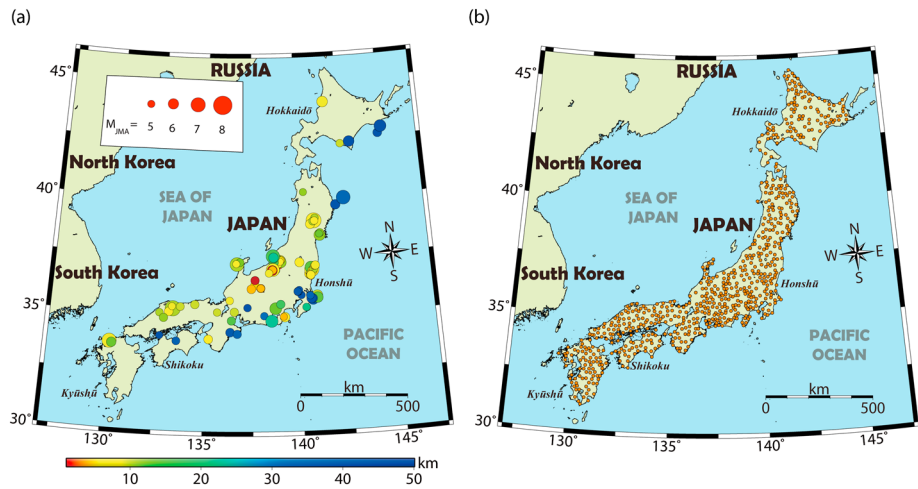 (a)
45°
RUSSIA
M JMA = 5 6 7 8
Hokkaidō
North Korea
40°
SEA OF
JAPAN
JAPAN
N
W E
S
South Korea
Honshū
35°
PACIFIC
OCEAN
Shikoku
Kyūshū
km
0 500
30°
130° 135° 140° 145°
km
10 20 30 40 50
(b)
45°
RUSSIA
Hokkaidō
North Korea
40°
SEA OF
JAPAN
JAPAN
N
W E
S
South Korea
Honshū
35°
PACIFIC
OCEAN
Shikoku
Kyūshū
km
0 500
30°
130° 135° 140° 145°